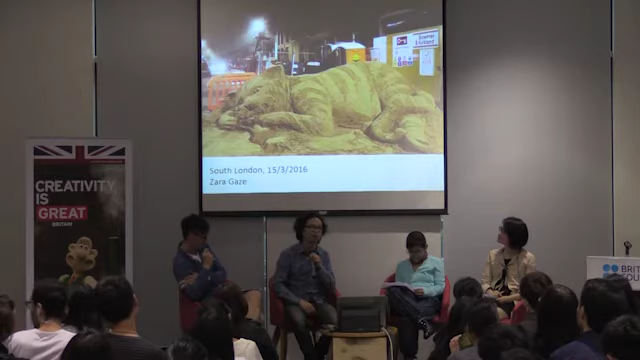 South London, 15/3/2016
Zara Gaze
CREATIVITY
IS
GREAT
BRITAIN